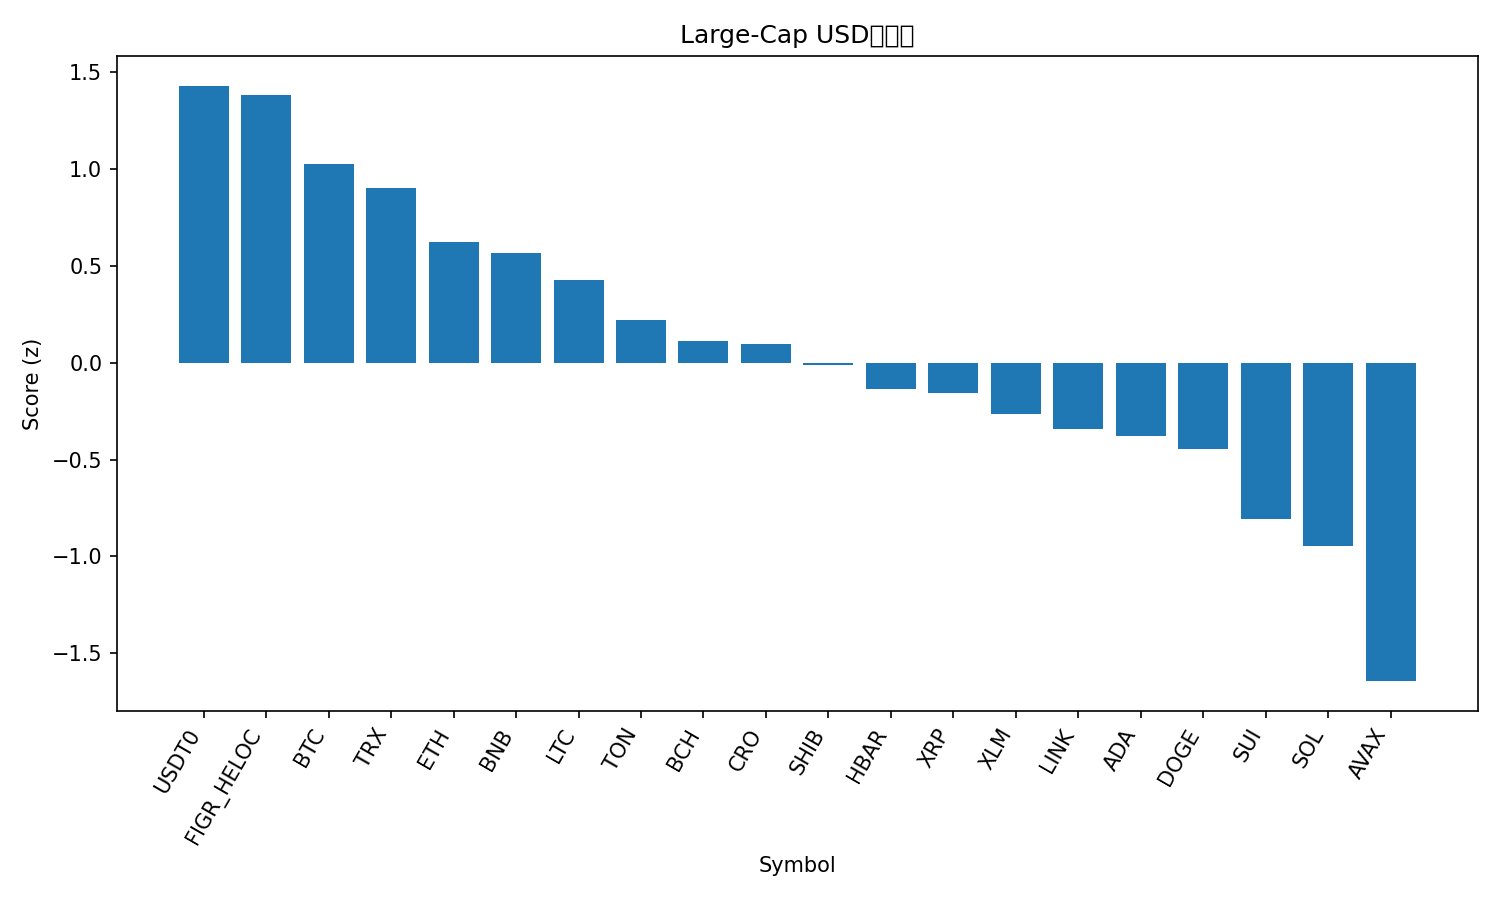 Large-Cap USD
Score (z)
1.5
1.0
0.5
0.0
−0.5
−1.0
−1.5
USDT0
FIGR_HELOC
BTC
TRX
ETH
BNB
LTC
TON
BCH
CRO
SHIB
HBAR
XRP
XLM
LINK
ADA
DOGE
SUI
SOL
AVAX
Symbol